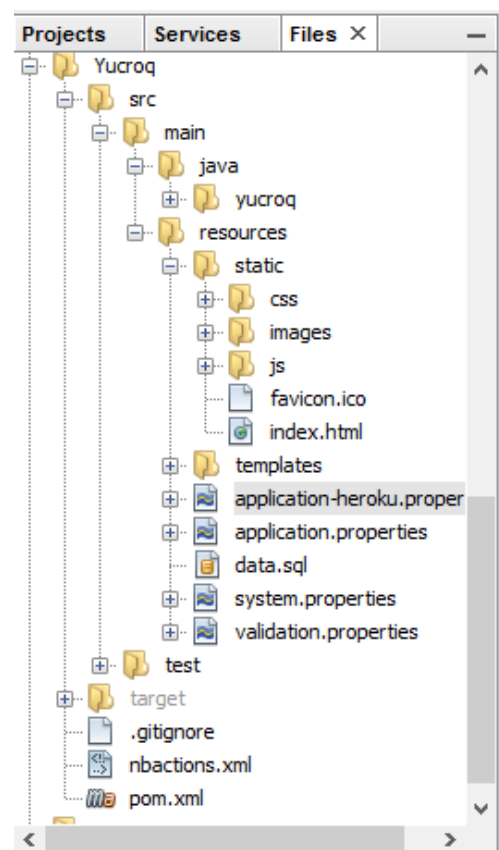 Projects Services Files ×
Yucroq
src
main
java
yucroq
resources
static
css
images
js
favicon.ico
index.html
templates
application-heroku.proper
application.properties
data.sql
system.properties
validation.properties
test
target
.gitignore
nbactions.xml
pom.xml